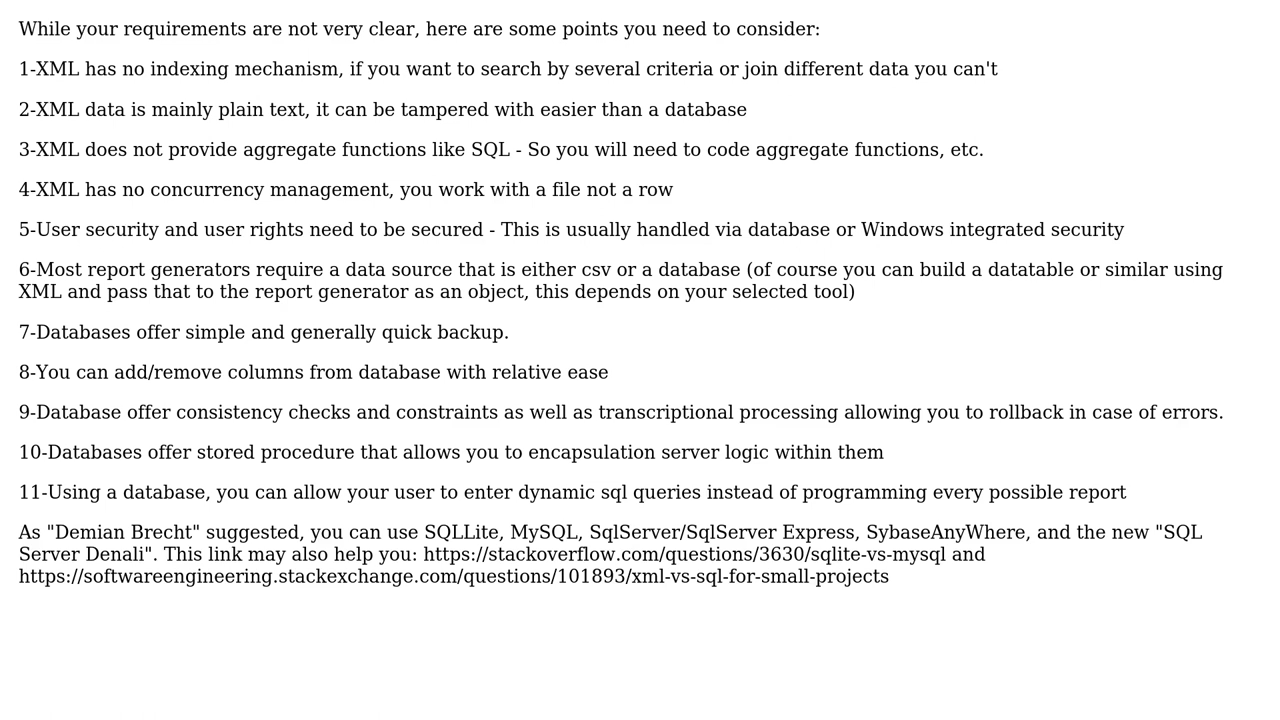 While your requirements are not very clear, here are some points you need to consider:
1-XML has no indexing mechanism, if you want to search by several criteria or join different data you can't
2-XML data is mainly plain text, it can be tampered with easier than a database
3-XML does not provide aggregate functions like SQL - So you will need to code aggregate functions, etc.
4-XML has no concurrency management, you work with a file not a row
5-User security and user rights need to be secured - This is usually handled via database or Windows integrated security
6-Most report generators require a data source that is either csv or a database (of course you can build a datatable or similar using
XML and pass that to the report generator as an object, this depends on your selected tool)
7-Databases offer simple and generally quick backup.
8-You can add/remove columns from database with relative ease
9-Database offer consistency checks and constraints as well as transcriptional processing allowing you to rollback in case of errors.
10-Databases offer stored procedure that allows you to encapsulation server logic within them
11-Using a database, you can allow your user to enter dynamic sql queries instead of programming every possible report
As "Demian Brecht" suggested, you can use SQLLite, MySQL, SqlServer/SqlServer Express, SybaseAnyWhere, and the new "SQL
Server Denali". This link may also help you: https://stackoverflow.com/questions/3630/sqlite-vs-mysql and
https://softwareengineering.stackexchange.com/questions/101893/xml-vs-sql-for-small-projects